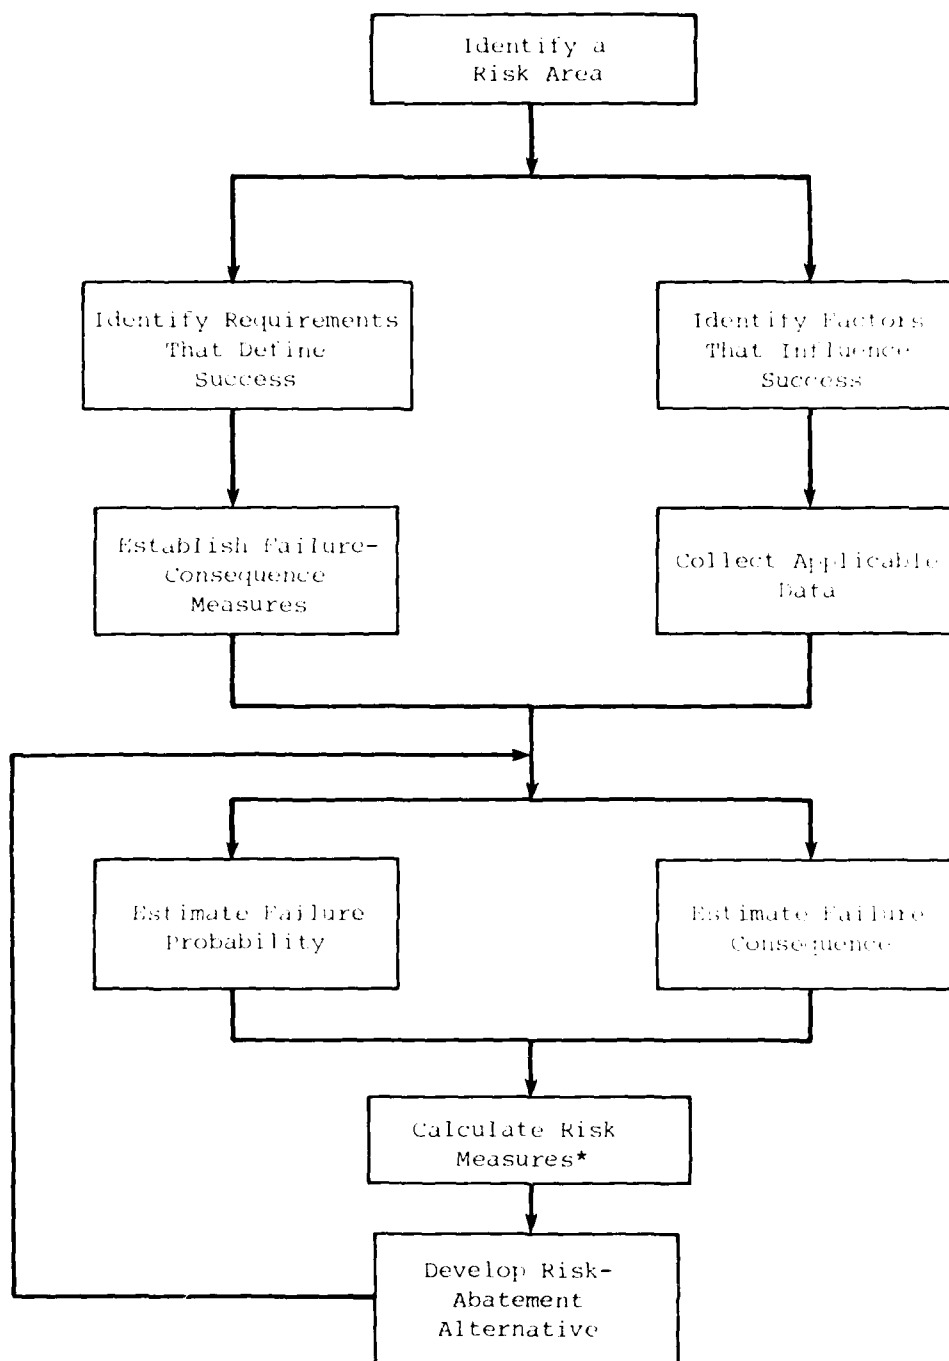 Identify a
Risk Area
Identify Requirements
That Define
Success
Identify Factors
That Influence
Success
Establish Failure-
Consequence
Measures
Collect Applicable
Data
Estimate Failure
Probability
Estimate Failure
Consequence
Calculate Risk
Measures*
Develop Risk-
Abatement
Alternative